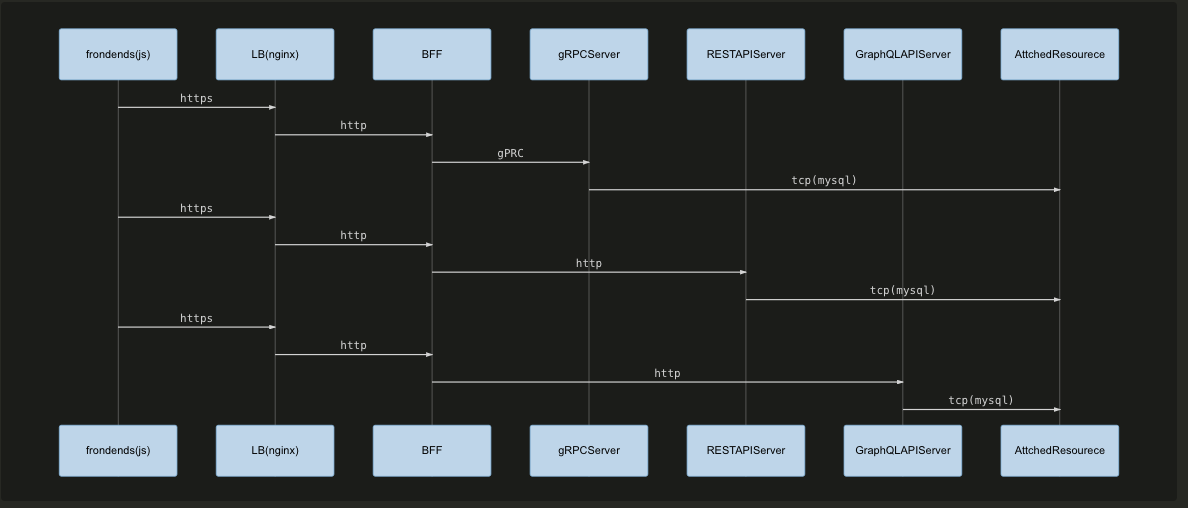 frondends(js)
LB(nginx)
BFF
gRPCServer
RESTAPIServer
GraphQLAPIServer
AttchedResourece
https
http
gPRC
tcp(mysql)
https
http
http
tcp(mysql)
https
http
http
tcp(mysql)
frondends(js)
LB(nginx)
BFF
gRPCServer
RESTAPIServer
GraphQLAPIServer
AttchedResourece